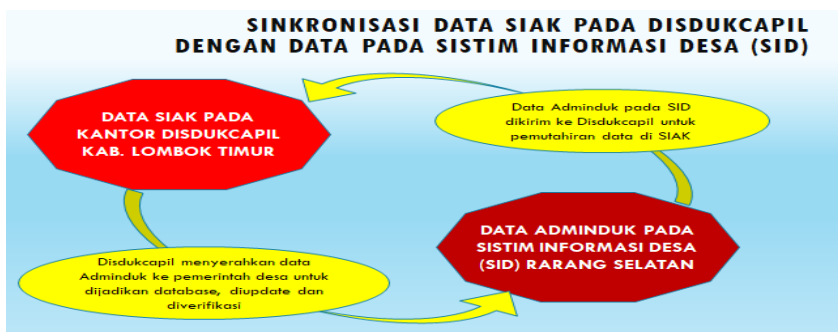 SINKRONISASI DATA SIAK PADA DISDUKCAPIL
DENGAN DATA PADA SISTIM INFORMASI DESA (SID)
DATA SIAK PADA
KANTOR DISDUKCAPIL
KAB. LOMBOK TIMUR
Data Adminduk pada SID
dikirim ke Disdukcapil untuk
pemutahiran data di SIAK
DATA ADMINDUK PADA
SISTIM INFORMASI DESA
(SID) RARANG SELATAN
Disdukcapil menyerahkan data
Adminduk ke pemerintah desa untuk
dijadikan database, diupdate dan
diverifikasi